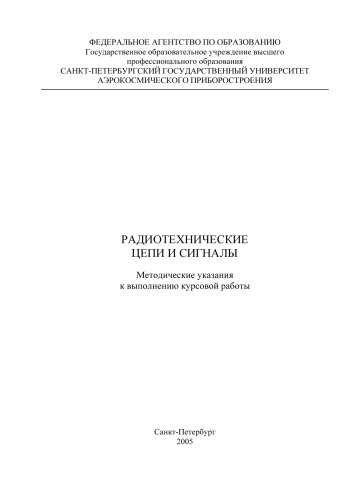 ФЕДЕРАЛЬНОЕ АГЕНТСТВО ПО ОБРАЗОВАНИЮ
Государственное образовательное учреждение высшего
профессионального образования
САНКТ-ПЕТЕРБУРГСКИЙ ГОСУДАРСТВЕННЫЙ УНИВЕРСИТЕТ
АЭРОКОСМИЧЕСКОГО ПРИБОРОСТРОЕНИЯ
РАДИОТЕХНИЧЕСКИЕ
ЦЕПИ И СИГНАЛЫ
Методические указания
к выполнению курсовой работы
Санкт-Петербург
2005